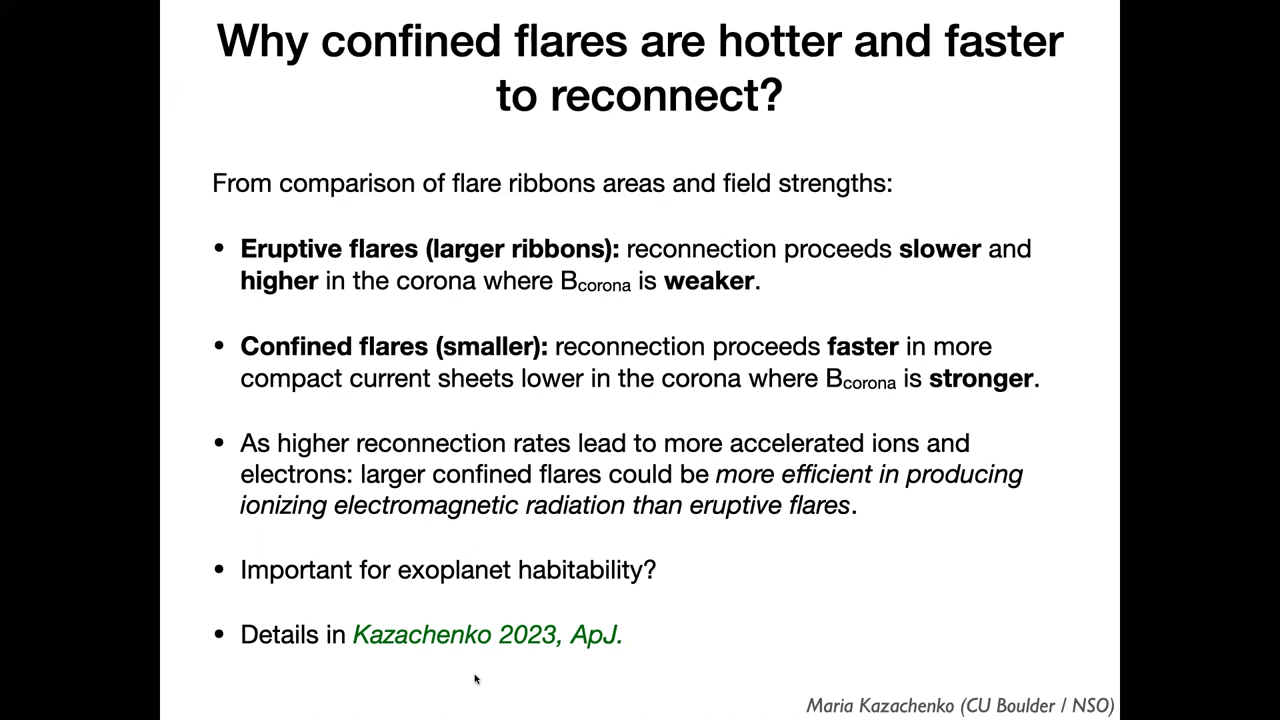 Why confined flares are hotter and faster
to reconnect?
From comparison of flare ribbons areas and field strengths:
• Eruptive flares (larger ribbons): reconnection proceeds slower and
higher in the corona where Bcorona is weaker.
• Confined flares (smaller): reconnection proceeds faster in more
compact current sheets lower in the corona where Bcorona is stronger.
• As higher reconnection rates lead to more accelerated ions and
electrons: larger confined flares could be more efficient in producing
ionizing electromagnetic radiation than eruptive flares.
• Important for exoplanet habitability?
• Details in Kazachenko 2023, ApJ.
Maria Kazachenko (CU Boulder / NSO)